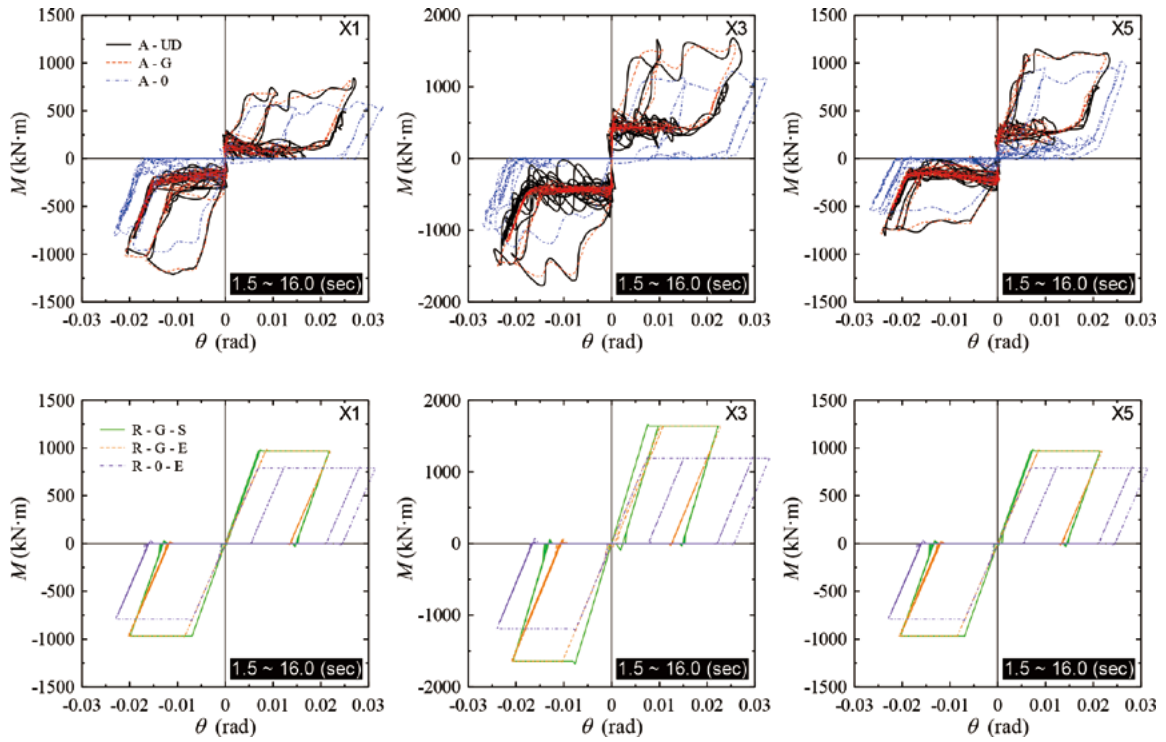 X1
1500
1000
500
0
-500
-1000
-1500
M (kN·m)
A - UD
A - G
A - 0
1.5 ~ 16.0 (sec)
-0.03 -0.02 -0.01 0 0.01 0.02 0.03
θ (rad)
X3
2000
1000
0
-1000
-2000
M (kN·m)
1.5 ~ 16.0 (sec)
-0.03 -0.02 -0.01 0 0.01 0.02 0.03
θ (rad)
X5
1500
1000
500
0
-500
-1000
-1500
M (kN·m)
1.5 ~ 16.0 (sec)
-0.03 -0.02 -0.01 0 0.01 0.02 0.03
θ (rad)
X1
1500
1000
500
0
-500
-1000
-1500
M (kN·m)
R - G - S
R - G - E
R - 0 - E
1.5 ~ 16.0 (sec)
-0.03 -0.02 -0.01 0 0.01 0.02 0.03
θ (rad)
X3
2000
1000
0
-1000
-2000
M (kN·m)
1.5 ~ 16.0 (sec)
-0.03 -0.02 -0.01 0 0.01 0.02 0.03
θ (rad)
X5
1500
1000
500
0
-500
-1000
-1500
M (kN·m)
1.5 ~ 16.0 (sec)
-0.03 -0.02 -0.01 0 0.01 0.02 0.03
θ (rad)